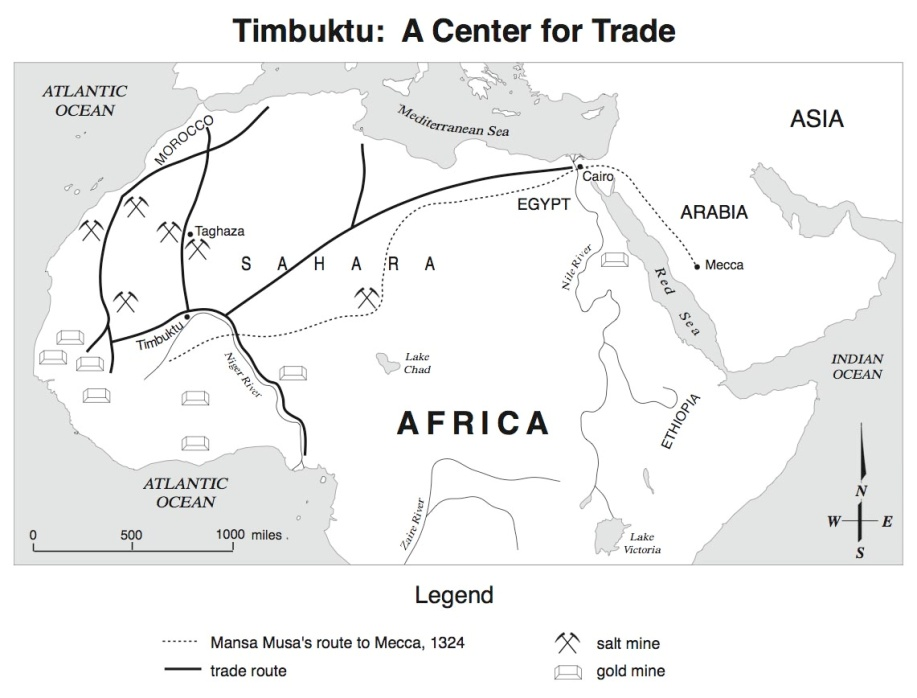 Timbuktu:  A Center for Trade
ATLANTIC
OCEAN
MOROCCO
Mediterranean Sea
ASIA
Cairo
EGYPT
ARABIA
Taghaza
SAHARA
Mecca
Nile River
Red Sea
Timbuktu
Niger River
Lake
Chad
INDIAN
OCEAN
AFRICA
ETHIOPIA
ATLANTIC
OCEAN
Zaire River
Lake
Victoria
N
W E
S
0 500 1000 miles .
Legend
Mansa Musa's route to Mecca, 1324
salt mine
trade route
gold mine